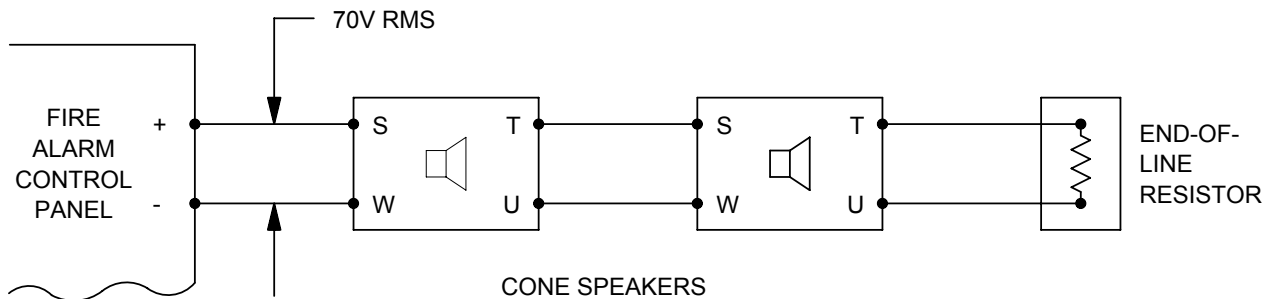 70V RMS
FIRE
ALARM
CONTROL
PANEL
+
-
S
T
W
U
S
T
W
U
END-OF-
LINE
RESISTOR
CONE SPEAKERS